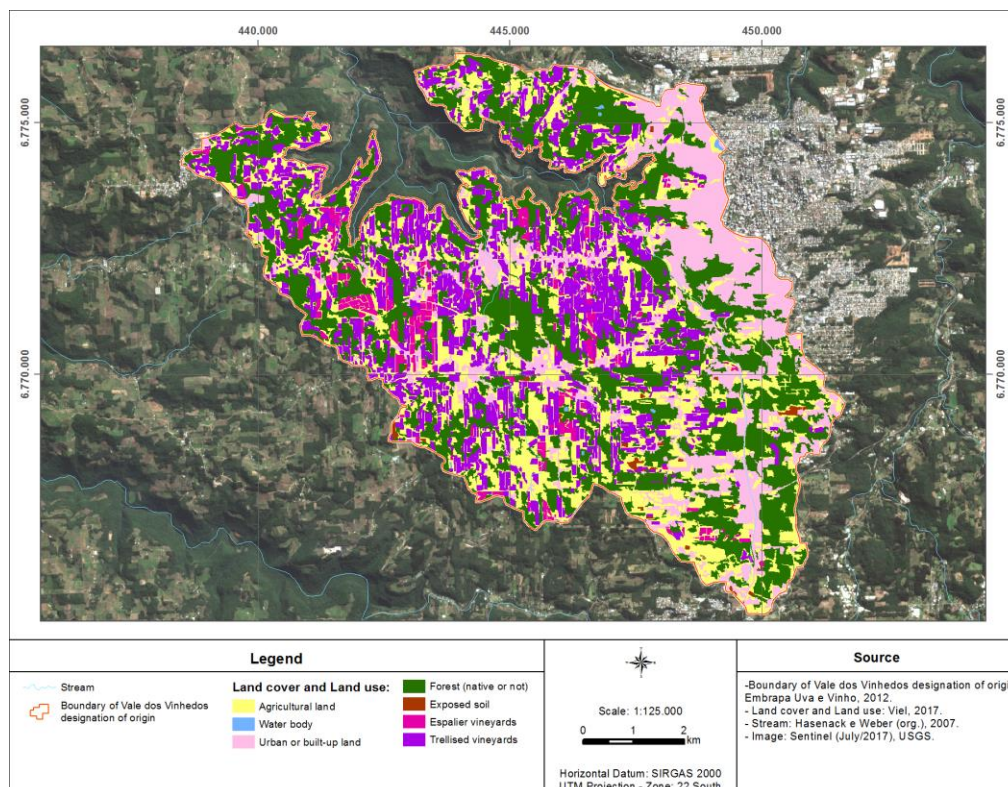 440.000 445.000 450.000
6.775.000 6.775.000
6.770.000 6.770.000
Legend
Stream
Boundary of Vale dos Vinhedos
designation of origin
Land cover and Land use:
Agricultural land
Water body
Urban or built-up land
Forest (native or not)
Exposed soil
Espalier vineyards
Trellised vineyards
Scale: 1:125.000
0 1 2
km
Horizontal Datum: SIRGAS 2000
UTM Projection - Zone: 22 South
Source
-Boundary of Vale dos Vinhedos designation of origi
Embrapa Uva e Vinho, 2012.
- Land cover and Land use: Viel, 2017.
- Stream: Hasenack e Weber (org.), 2007.
- Image: Sentinel (July/2017), USGS.